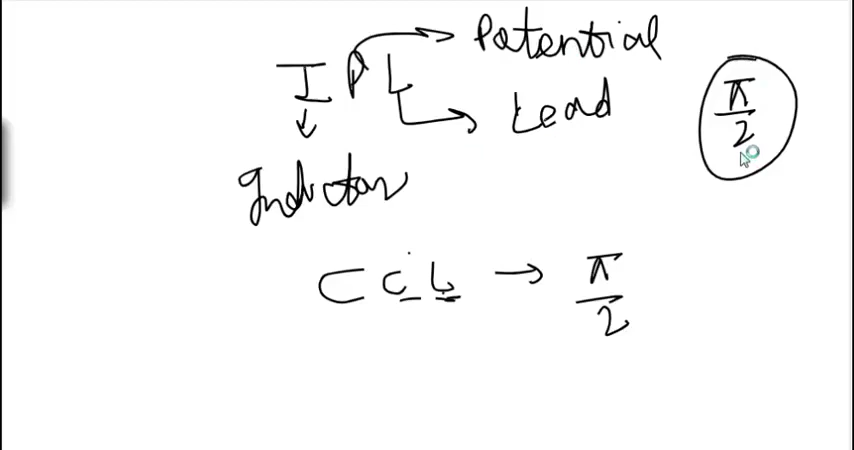 Potential
I P L
Lead
π/2
Inductor
C C L → π/2